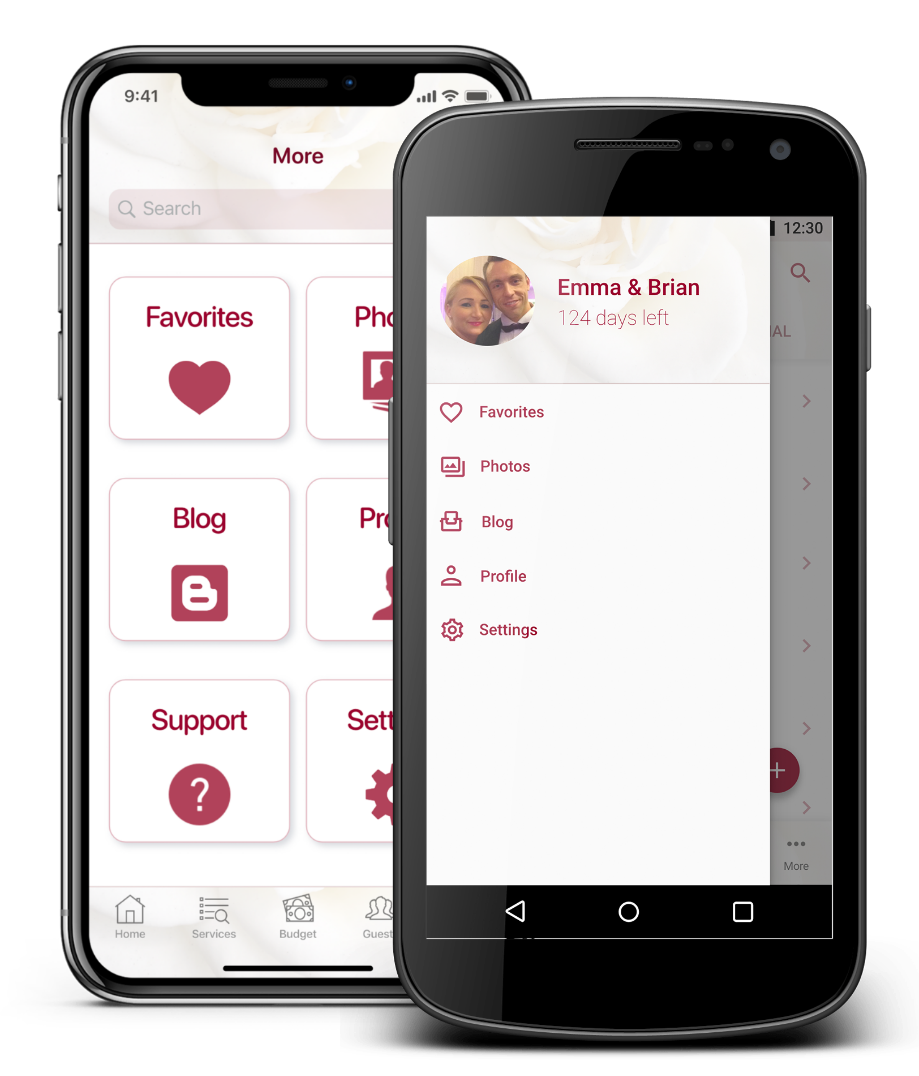 9:41
More
Search
Favorites
Pho
Blog
Pro
Support
Sett
?
Home
Services
Budget
Guest
12:30
Emma & Brian
124 days left
IAL
Favorites
Photos
Blog
Profile
Settings
More